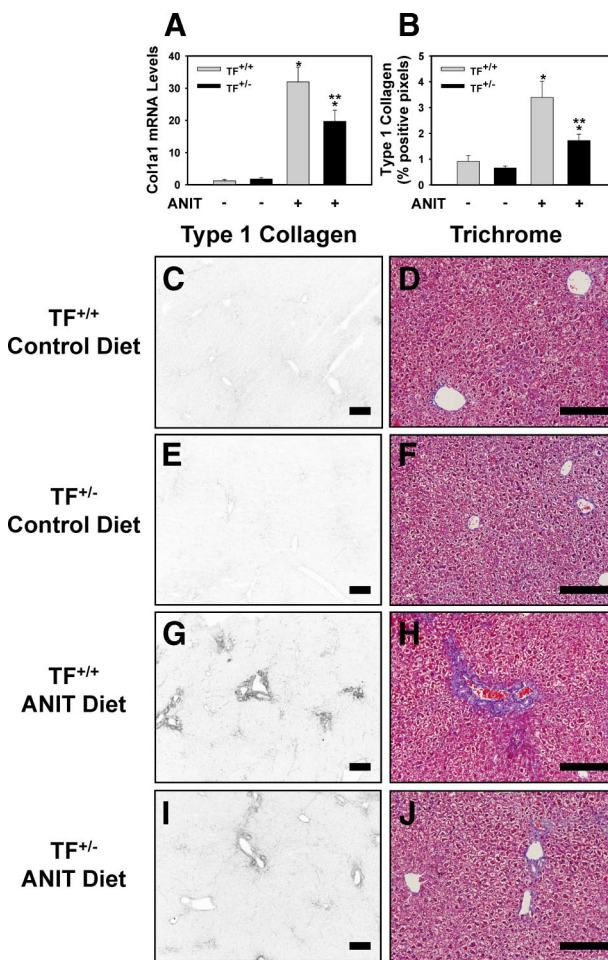 A
Col1a1 mRNA Levels
40
30
20
10
0
TF+/+
TF+/-
*
**
*
ANIT - - + +
B
Type 1 Collagen
(% positive pixels)
5
4
3
2
1
0
TF+/+
TF+/-
*
**
*
ANIT - - + +
Type 1 Collagen Trichrome
TF+/+
Control Diet
C D
TF+/-
Control Diet
E F
TF+/+
ANIT Diet
G H
TF+/-
ANIT Diet
I J